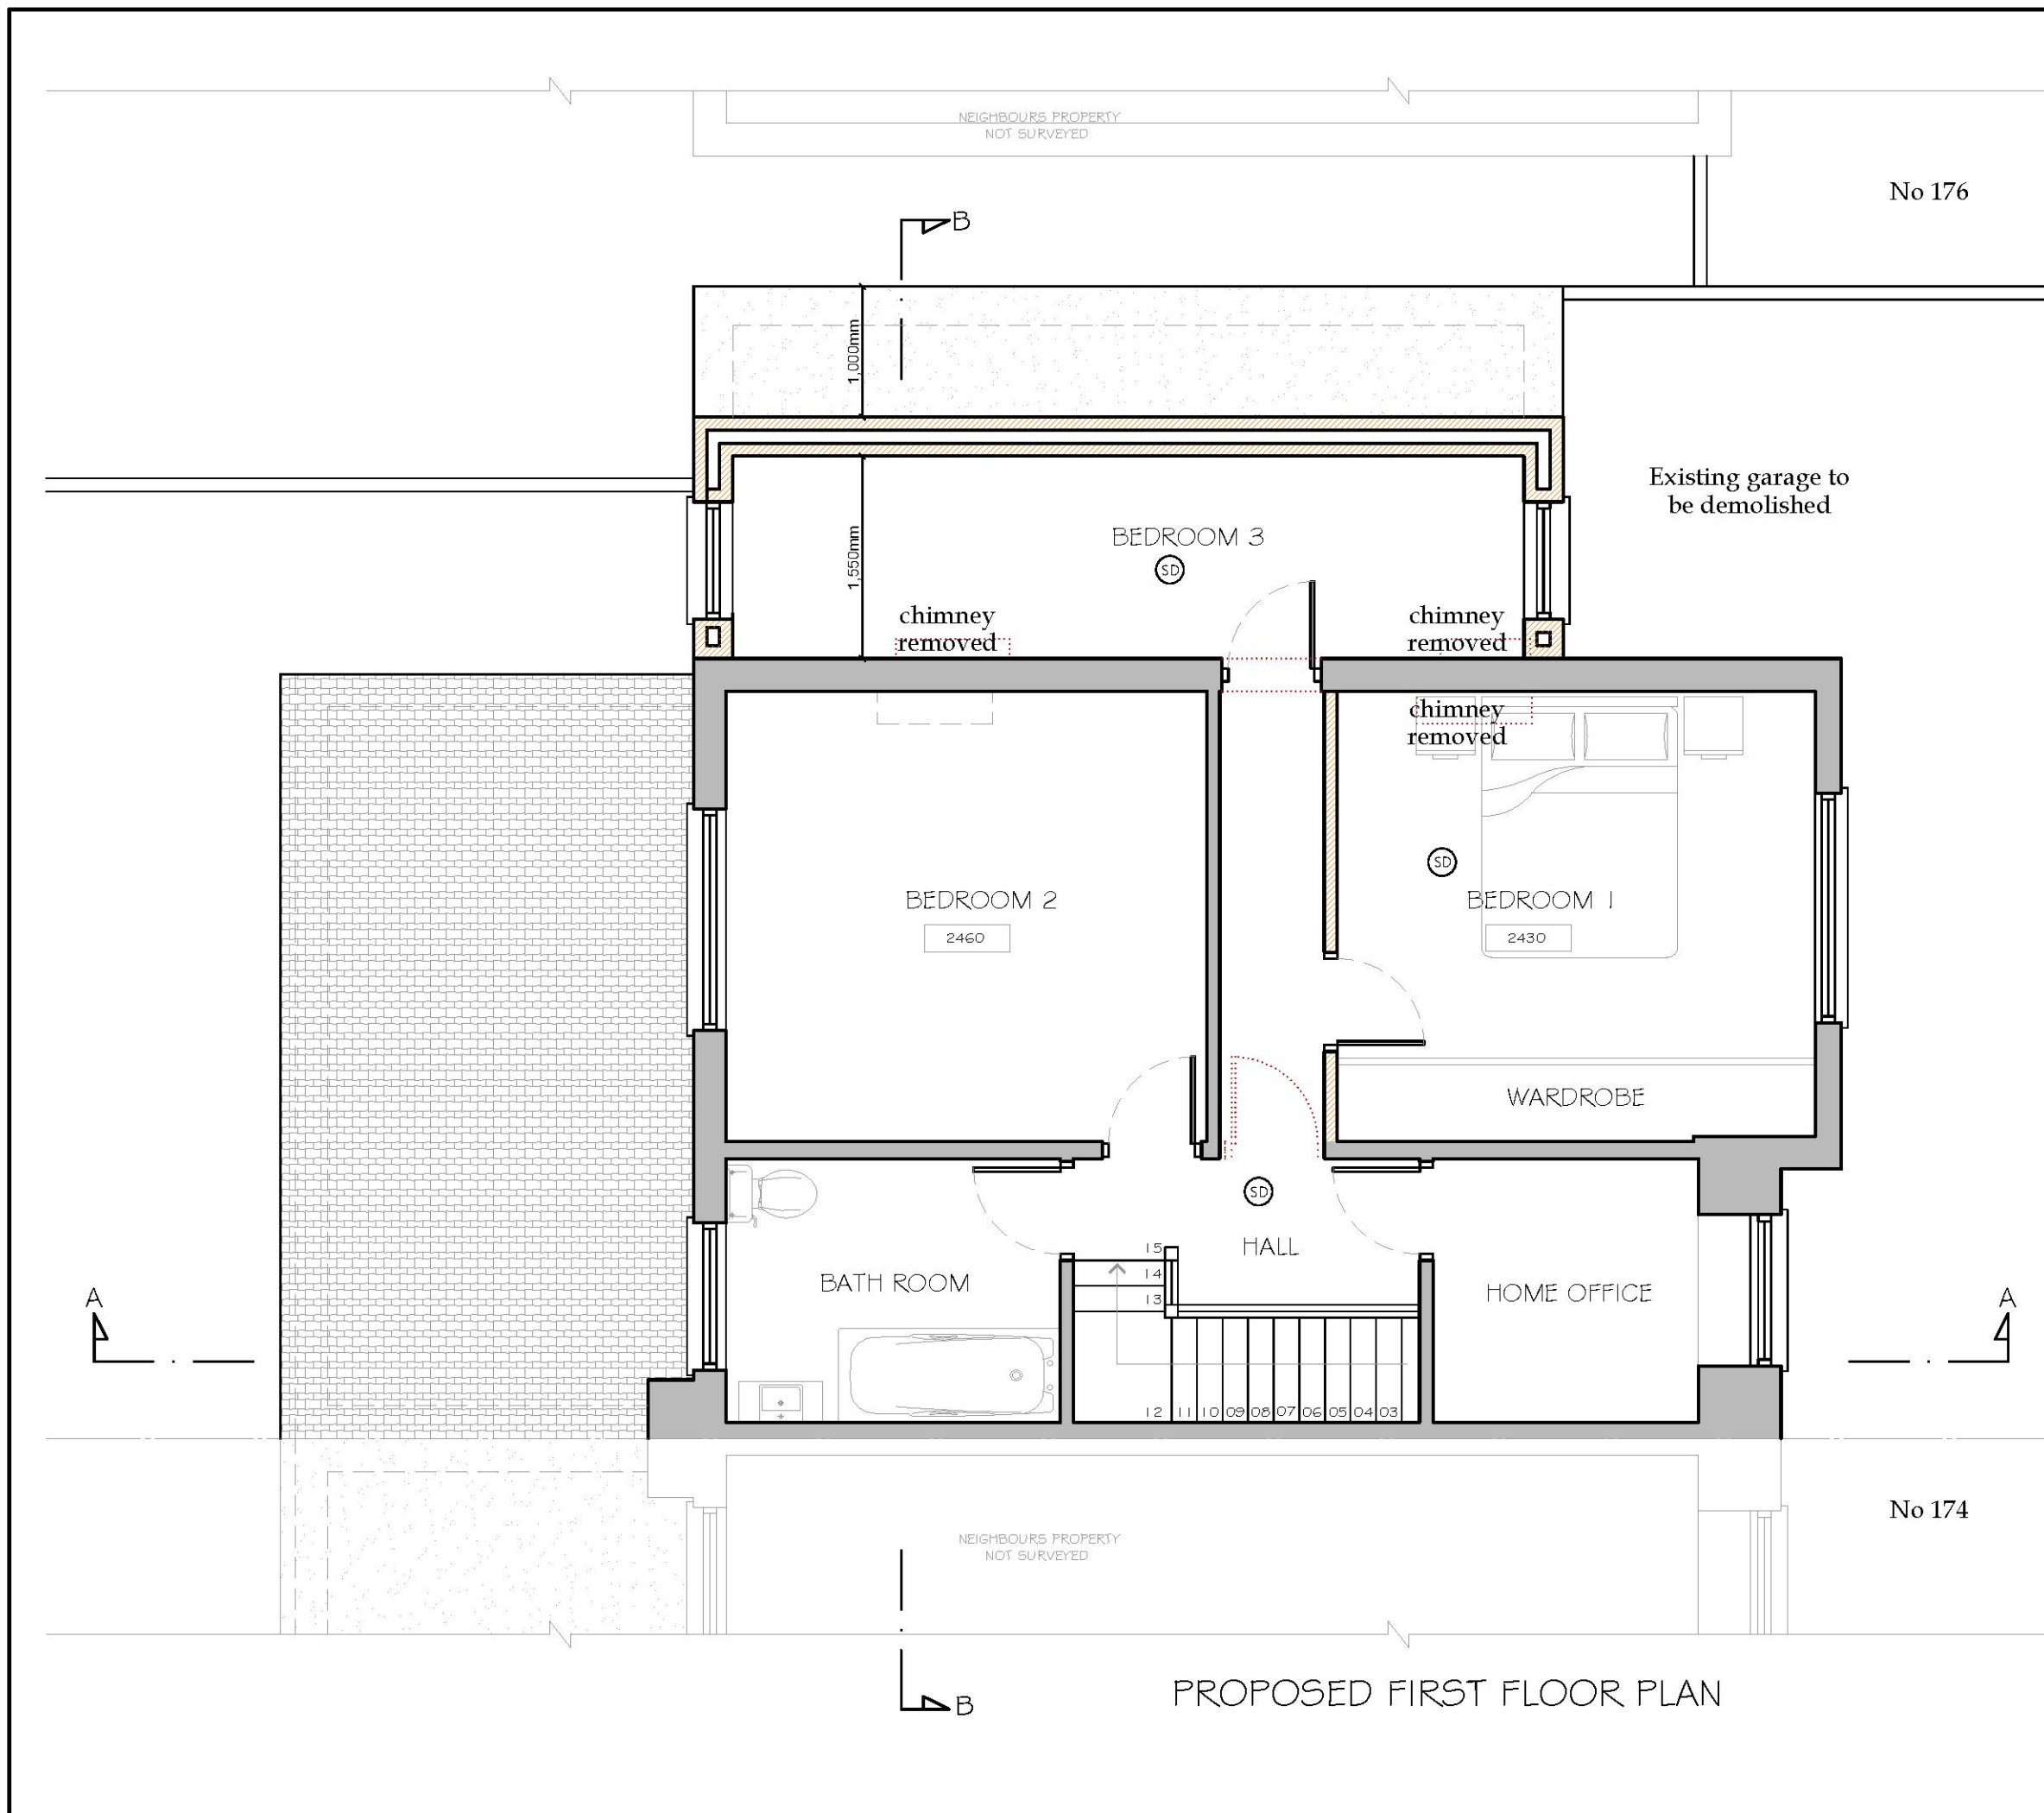 NEIGHBOURS PROPERTY
NOT SURVEYED
No 176
B
1,000mm
Existing garage to
be demolished
BEDROOM 3
SD
1,550mm
chimney
removed
chimney
removed
chimney
removed
SD
BEDROOM 2
2460
BEDROOM 1
2430
WARDROBE
SD
HALL
BATH ROOM
15
14
13
HOME OFFICE
A
A
12
11
10
09
08
07
06
05
04
03
No 174
NEIGHBOURS PROPERTY
NOT SURVEYED
B
PROPOSED FIRST FLOOR PLAN